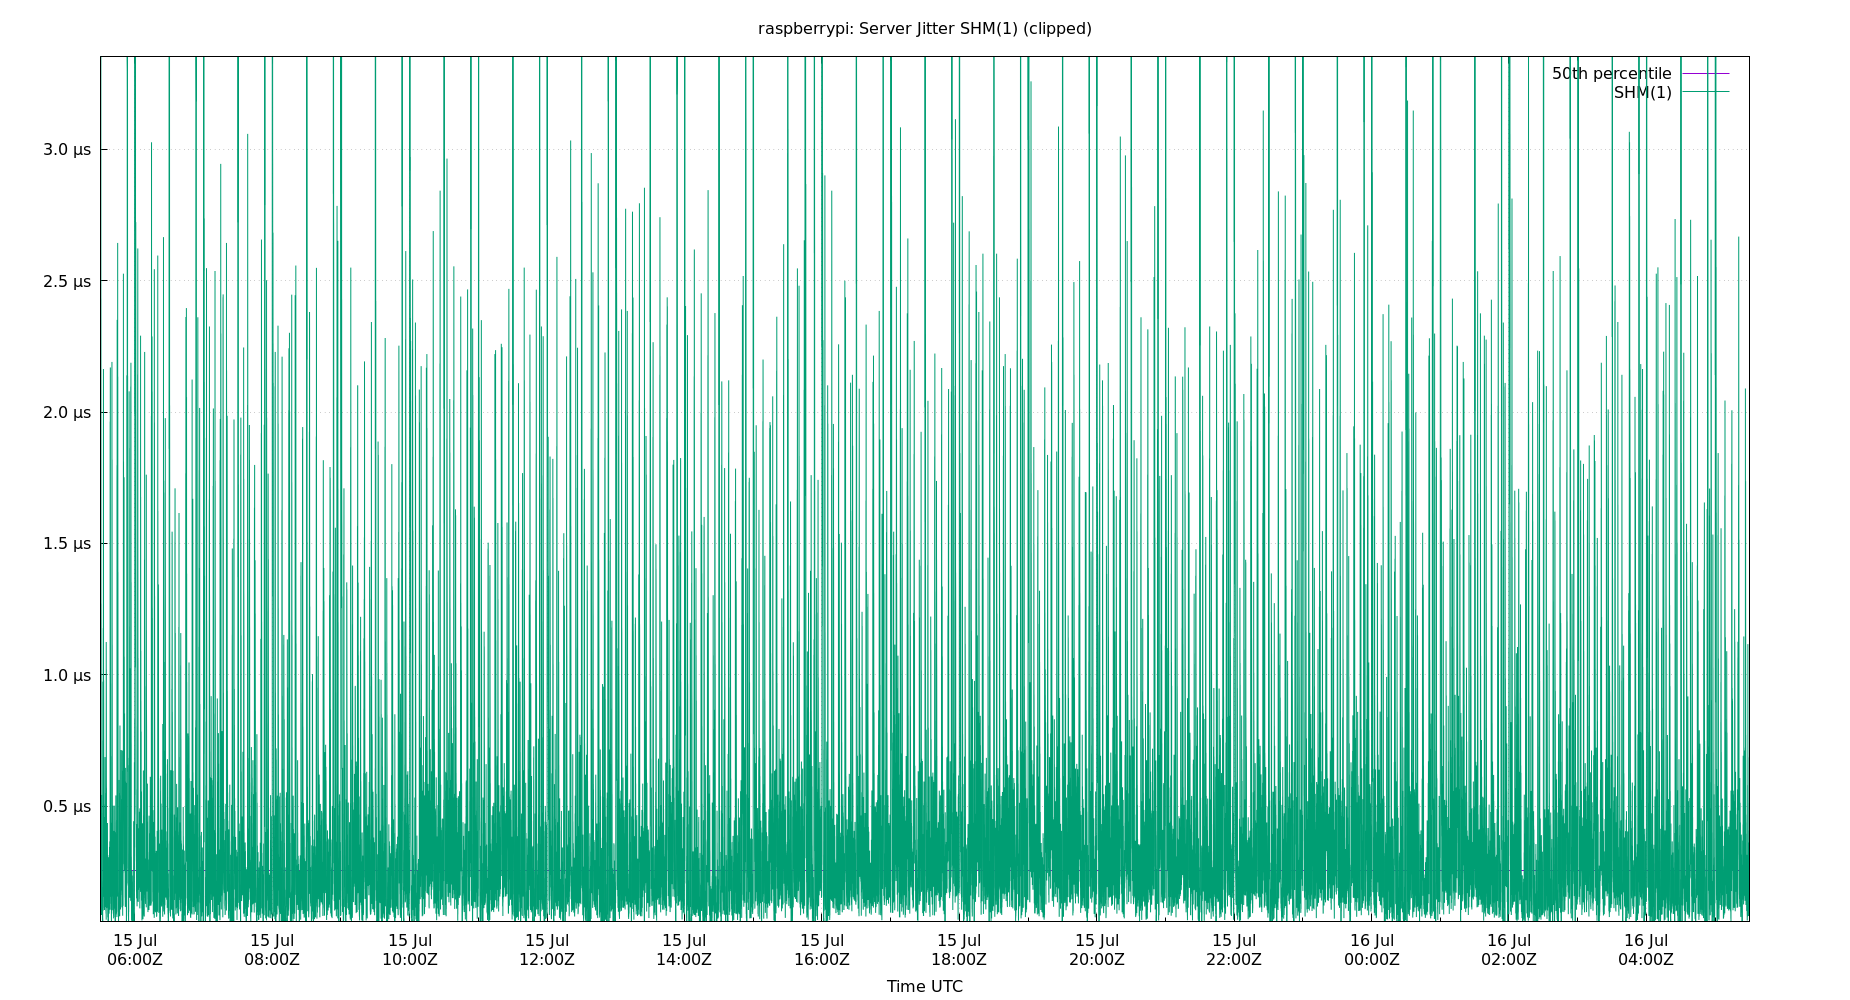 raspberrypi: Server Jitter SHM(1) (clipped)
50th percentile
SHM(1)
3.0 µs
2.5 µs
2.0 µs
1.5 µs
1.0 µs
0.5 µs
15 Jul 15 Jul 15 Jul 15 Jul 15 Jul 15 Jul 15 Jul 15 Jul 15 Jul 16 Jul 16 Jul 16 Jul
06:00Z 08:00Z 10:00Z 12:00Z 14:00Z 16:00Z 18:00Z 20:00Z 22:00Z 00:00Z 02:00Z 04:00Z
Time UTC